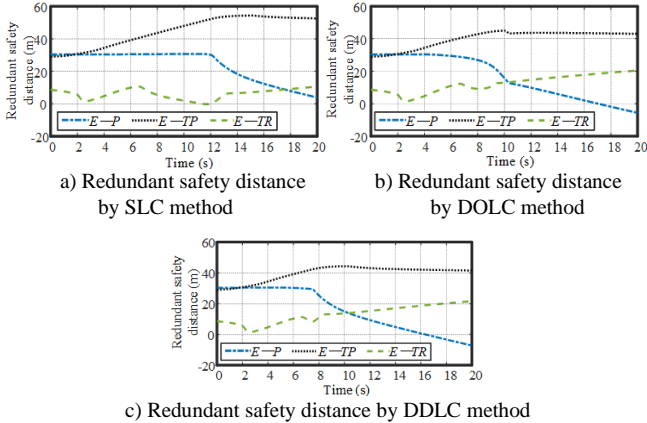 Redundant safety
distance (m)
60
40
20
0
-20
E—P E—TP E—TR
0 2 4 6 8 10 12 14 16 18 20
Time (s)
a) Redundant safety distance
by SLC method
Redundant safety
distance (m)
60
40
20
0
-20
E—P E—TP E—TR
0 2 4 6 8 10 12 14 16 18 20
Time (s)
b) Redundant safety distance
by DOLC method
Redundant safety
distance (m)
60
40
20
0
-20
E—P E—TP E—TR
0 2 4 6 8 10 12 14 16 18 20
Time (s)
c) Redundant safety distance by DDLC method